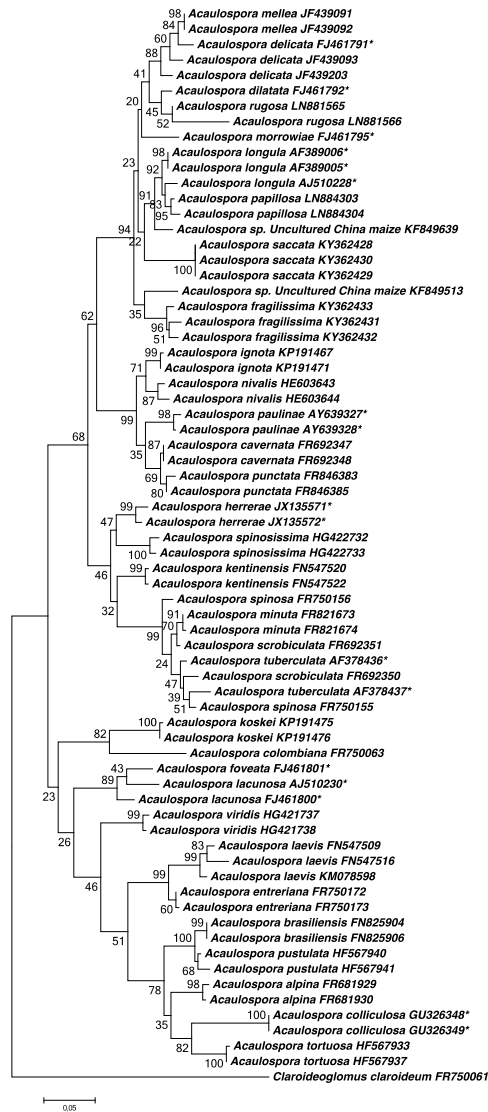 98 Acaulospora mellea JF439091
84 Acaulospora mellea JF439092
60 Acaulospora delicata FJ461791*
88 Acaulospora delicata JF439093
41 Acaulospora delicata JF439203
Acaulospora dilatata FJ461792*
20 45 Acaulospora rugosa LN881565
52 Acaulospora rugosa LN881566
Acaulospora morrowiae FJ461795*
98 Acaulospora longula AF389006*
23 92 Acaulospora longula AF389005*
Acaulospora longula AJ510228*
91 83 Acaulospora papillosa LN884303
95 Acaulospora papillosa LN884304
94 Acaulospora sp. Uncultured China maize KF849639
22 Acaulospora saccata KY362428
Acaulospora saccata KY362430
100 Acaulospora saccata KY362429
Acaulospora sp. Uncultured China maize KF849513
35 Acaulospora fragilissima KY362433
62 96 Acaulospora fragilissima KY362431
51 Acaulospora fragilissima KY362432
99 Acaulospora ignota KP191467
71 Acaulospora ignota KP191471
Acaulospora nivalis HE603643
87 Acaulospora nivalis HE603644
99 98 Acaulospora paulinae AY639327*
Acaulospora paulinae AY639328*
68 35 87 Acaulospora cavernata FR692347
Acaulospora cavernata FR692348
69 Acaulospora punctata FR846383
80 Acaulospora punctata FR846385
99 Acaulospora herrerae JX135571*
47 Acaulospora herrerae JX135572*
Acaulospora spinosissima HG422732
100 Acaulospora spinosissima HG422733
46 99 Acaulospora kentinensis FN547520
Acaulospora kentinensis FN547522
32 Acaulospora spinosa FR750156
91 Acaulospora minuta FR821673
70 Acaulospora minuta FR821674
99 Acaulospora scrobiculata FR692351
24 Acaulospora tuberculata AF378436*
47 Acaulospora scrobiculata FR692350
39 Acaulospora tuberculata AF378437*
51 Acaulospora spinosa FR750155
100 Acaulospora koskei KP191475
82 Acaulospora koskei KP191476
Acaulospora colombiana FR750063
43 Acaulospora foveata FJ461801*
23 89 Acaulospora lacunosa AJ510230*
Acaulospora lacunosa FJ461800*
99 Acaulospora viridis HG421737
26 Acaulospora viridis HG421738
83 Acaulospora laevis FN547509
99 Acaulospora laevis FN547516
46 99 Acaulospora laevis KM078598
Acaulospora entreriana FR750172
60 Acaulospora entreriana FR750173
99 Acaulospora brasiliensis FN825904
51 100 Acaulospora brasiliensis FN825906
Acaulospora pustulata HF567940
68 Acaulospora pustulata HF567941
78 98 Acaulospora alpina FR681929
Acaulospora alpina FR681930
35 100 Acaulospora colliculosa GU326348*
Acaulospora colliculosa GU326349*
82 Acaulospora tortuosa HF567933
100 Acaulospora tortuosa HF567937
Claroideoglomus claroideum FR750061
0,05